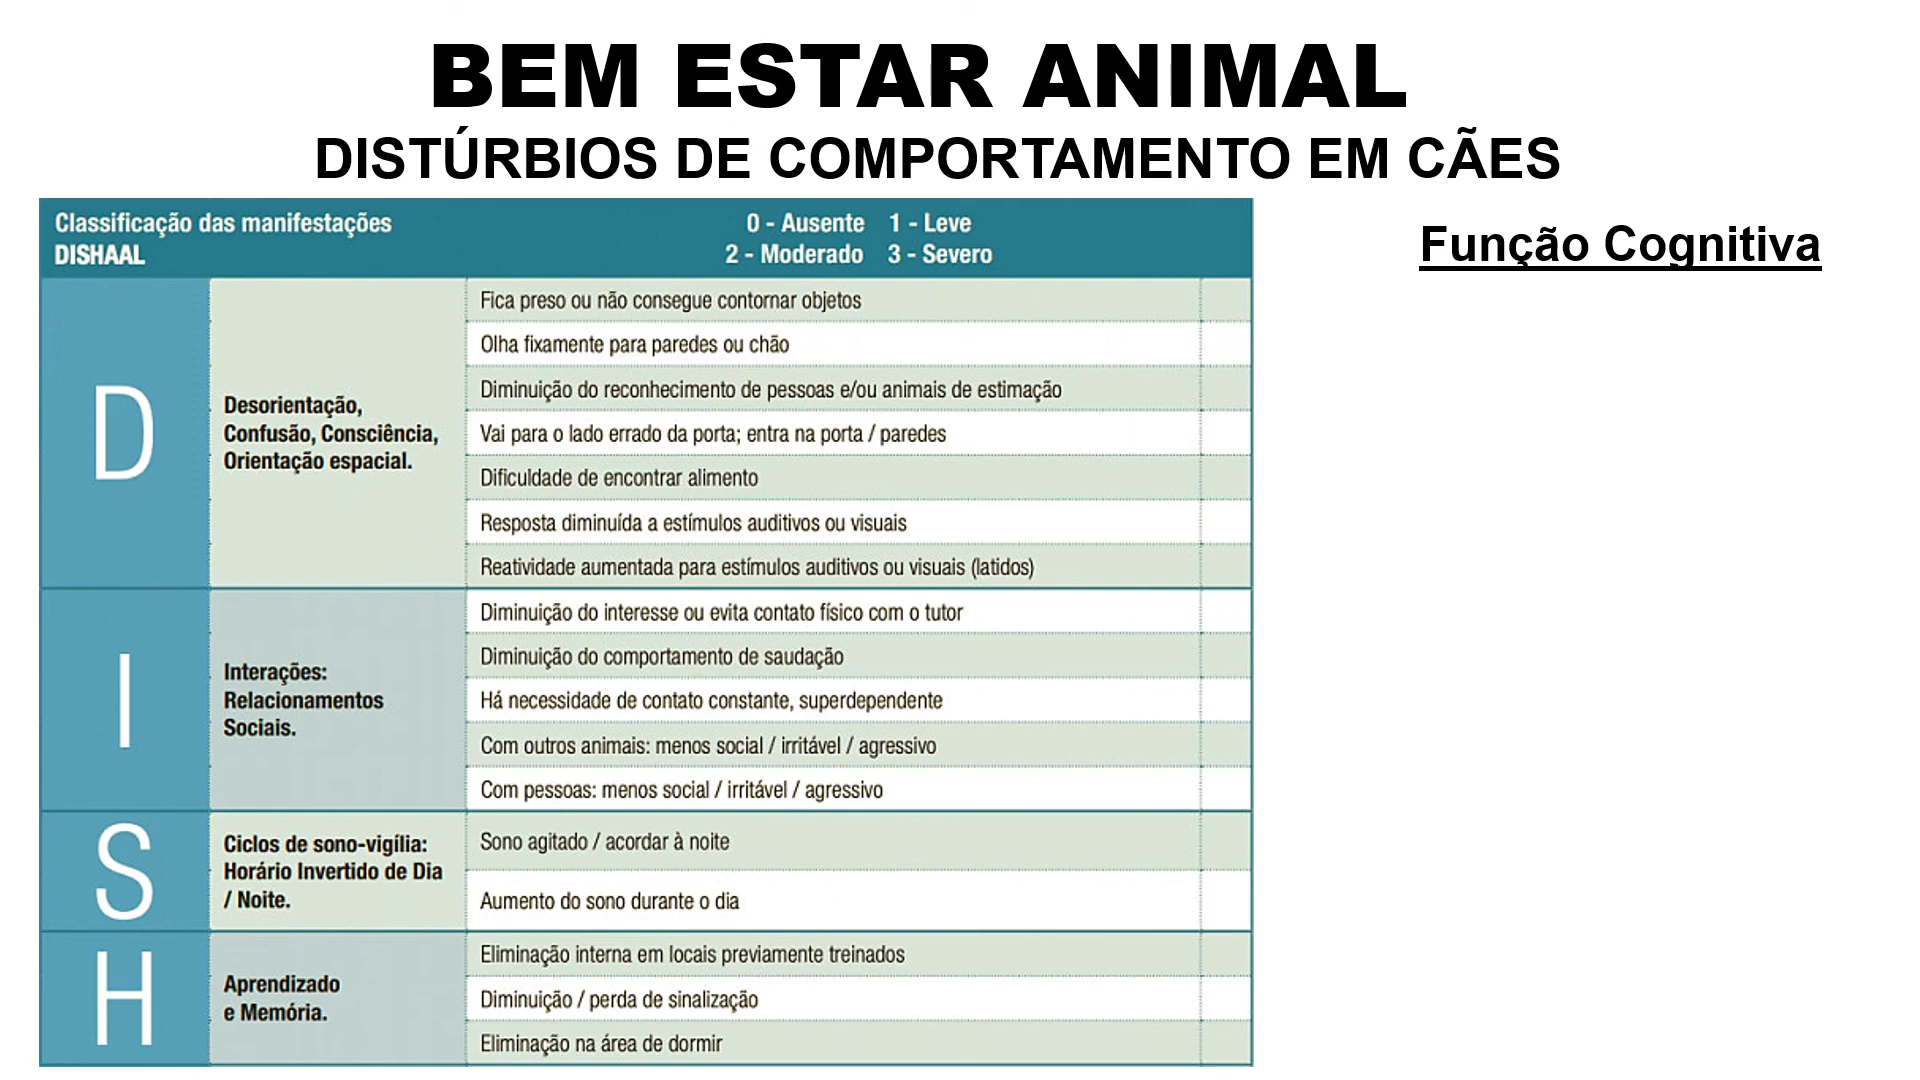 BEM ESTAR ANIMAL
DISTÚRBIOS DE COMPORTAMENTO EM CÃES
Função Cognitiva
Classificação das manifestações
DISHAAL
0 - Ausente 1 - Leve
2 - Moderado 3 - Severo
D
Desorientação,
Confusão, Consciência,
Orientação espacial.
Fica preso ou não consegue contornar objetos
Olha fixamente para paredes ou chão
Diminuição do reconhecimento de pessoas e/ou animais de estimação
Vai para o lado errado da porta; entra na porta / paredes
Dificuldade de encontrar alimento
Resposta diminuída a estímulos auditivos ou visuais
Reatividade aumentada para estímulos auditivos ou visuais (latidos)
I
Interações:
Relacionamentos
Sociais.
Diminuição do interesse ou evita contato físico com o tutor
Diminuição do comportamento de saudação
Há necessidade de contato constante, superdependente
Com outros animais: menos social / irritável / agressivo
Com pessoas: menos social / irritável / agressivo
S
Ciclos de sono-vigília:
Horário Invertido de Dia
/ Noite.
Sono agitado / acordar à noite
Aumento do sono durante o dia
H
Aprendizado
e Memória.
Eliminação interna em locais previamente treinados
Diminuição / perda de sinalização
Eliminação na área de dormir